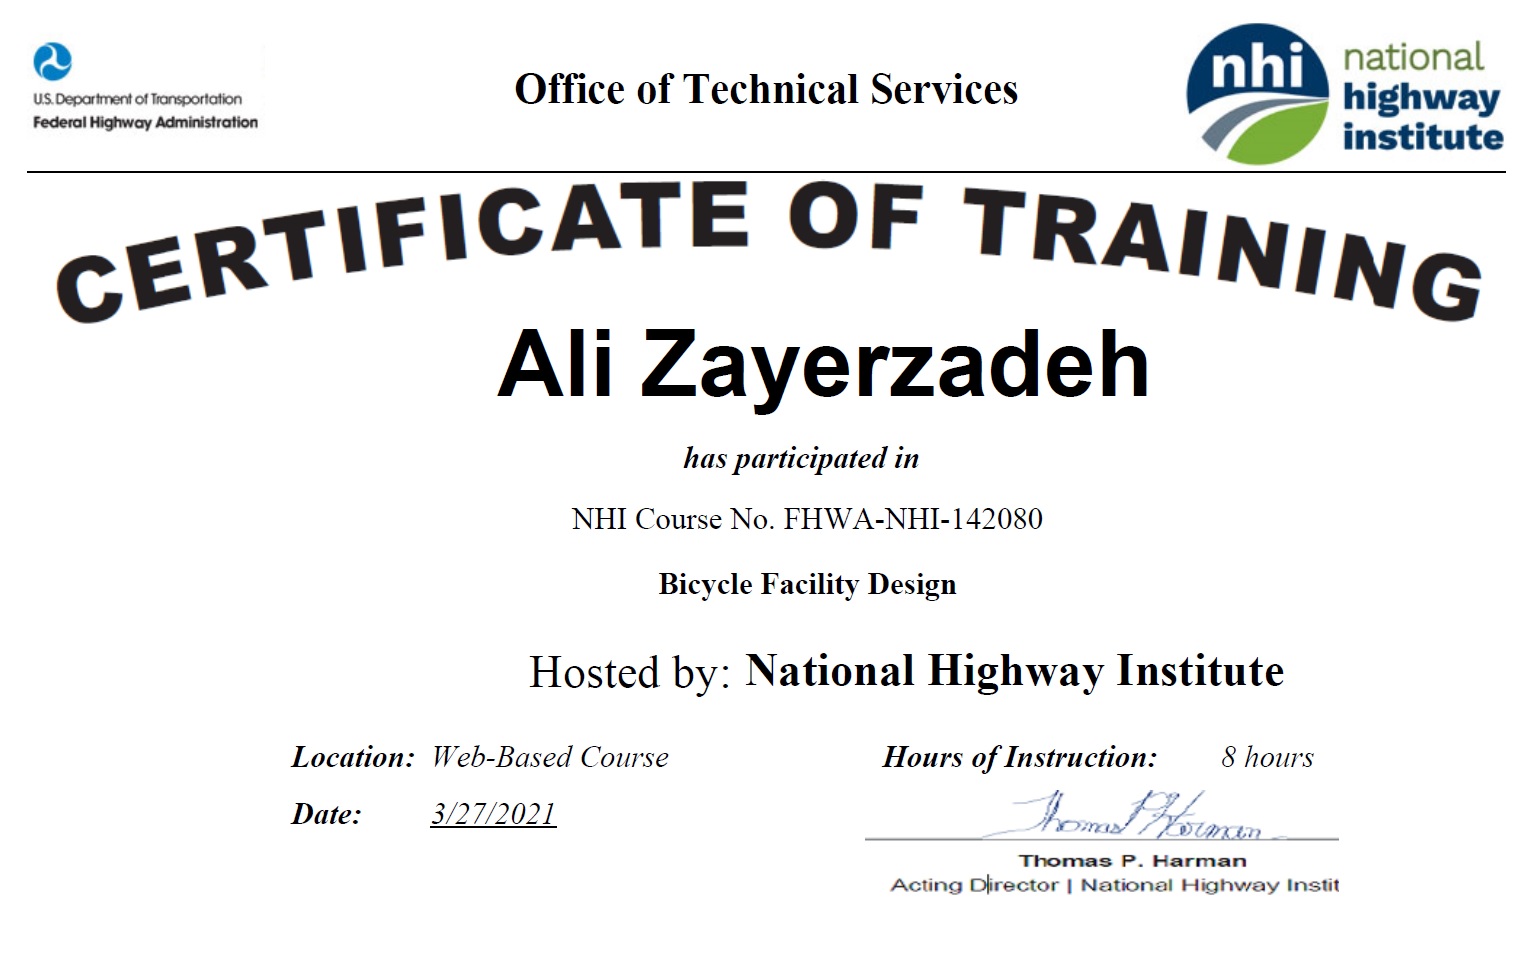 U.S. Department of Transportation
Federal Highway Administration
Office of Technical Services
nhi national
highway
institute
CERTIFICATE OF TRAINING
Ali Zayerzadeh
has participated in
NHI Course No. FHWA-NHI-142080
Bicycle Facility Design
Hosted by: National Highway Institute
Location: Web-Based Course
Hours of Instruction: 8 hours
Date: 3/27/2021
Thomas P. Harman
Thomas P. Harman
Acting Director | National Highway Instit